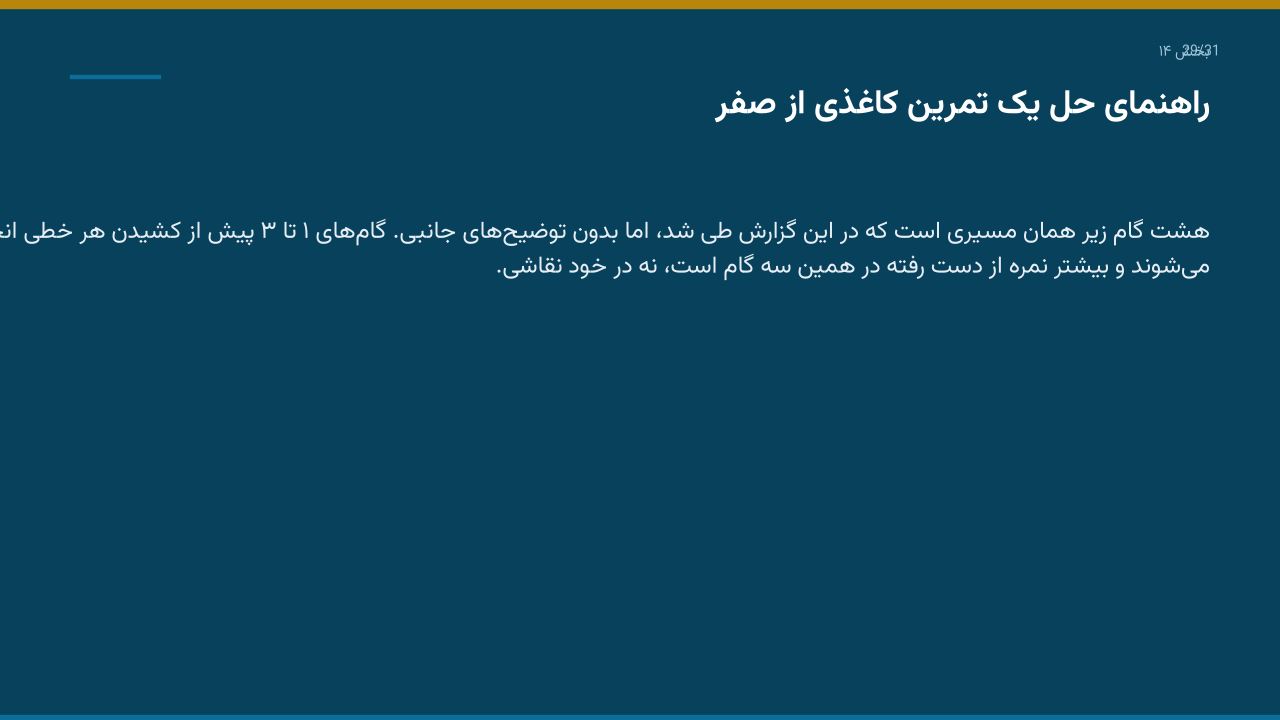 بخش ۱۴
29/31
راهنمای حل یک تمرین کاغذی از صفر
هشت گام زیر همان مسیری است که در این گزارش طی شد، اما بدون توضیح‌های جانبی. گام‌های ۱ تا ۳ پیش از کشیدن هر خطی
می‌شوند و بیشتر نمره از دست رفته در همین سه گام است، نه در خود نقاشی.